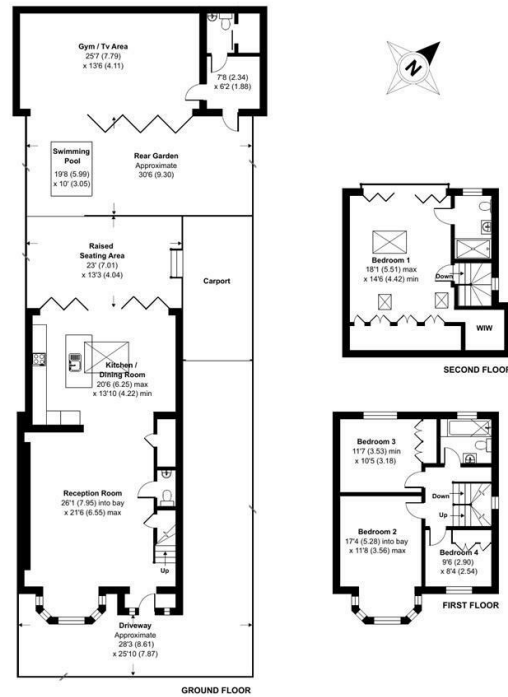 Gym / Tv Area
25'7 (7.79)
x 13'6 (4.11)
7'8 (2.34)
x 6'2 (1.88)
N
Swimming
Pool
19'8 (5.99)
x 10' (3.05)
Rear Garden
Approximate
30'6 (9.30)
Raised
Seating Area
23' (7.01)
x 13'3 (4.04)
Carport
Kitchen /
Dining Room
20'6 (6.25) max
x 13'10 (4.22) min
Reception Room
26'1 (7.95) into bay
x 21'6 (6.55) max
Up
Driveway
Approximate
28'3 (8.61)
x 25'10 (7.87)
GROUND FLOOR
Bedroom 1
18'1 (5.51) max
x 14'6 (4.42) min
Down
WIW
SECOND FLOOR
Bedroom 3
11'7 (3.53) min
x 10'5 (3.18)
Down
Up
Bedroom 2
17'4 (5.28) into bay
x 11'8 (3.56) max
Bedroom 4
9'6 (2.90)
x 8'4 (2.54)
FIRST FLOOR